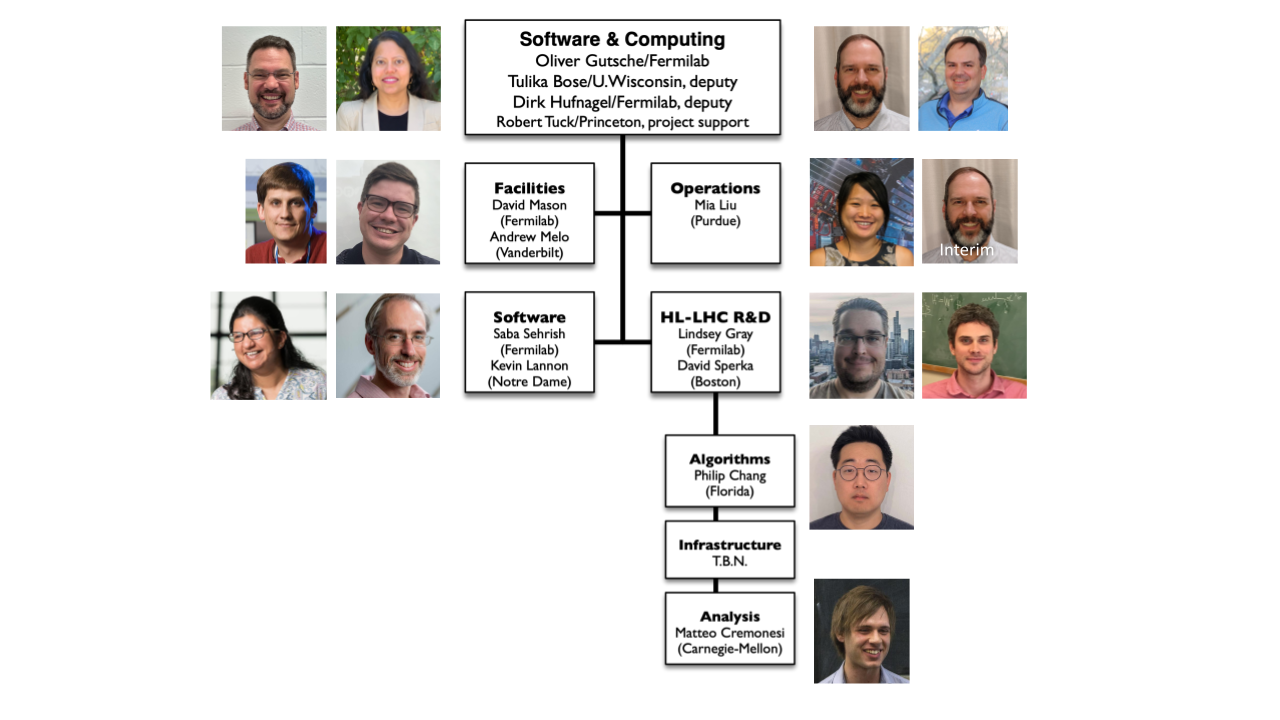 Software & Computing
Oliver Gutsche/Fermilab
Tulika Bose/U.Wisconsin, deputy
Dirk Hufnagel/Fermilab, deputy
Robert Tuck/Princeton, project support
Facilities
David Mason
(Fermilab)
Andrew Melo
(Vanderbilt)
Operations
Mia Liu
(Purdue)
Interim
Software
Saba Sehrish
(Fermilab)
Kevin Lannon
(Notre Dame)
HL-LHC R&D
Lindsey Gray
(Fermilab)
David Sperka
(Boston)
Algorithms
Philip Chang
(Florida)
Infrastructure
T.B.N.
Analysis
Matteo Cremonesi
(Carnegie-Mellon)